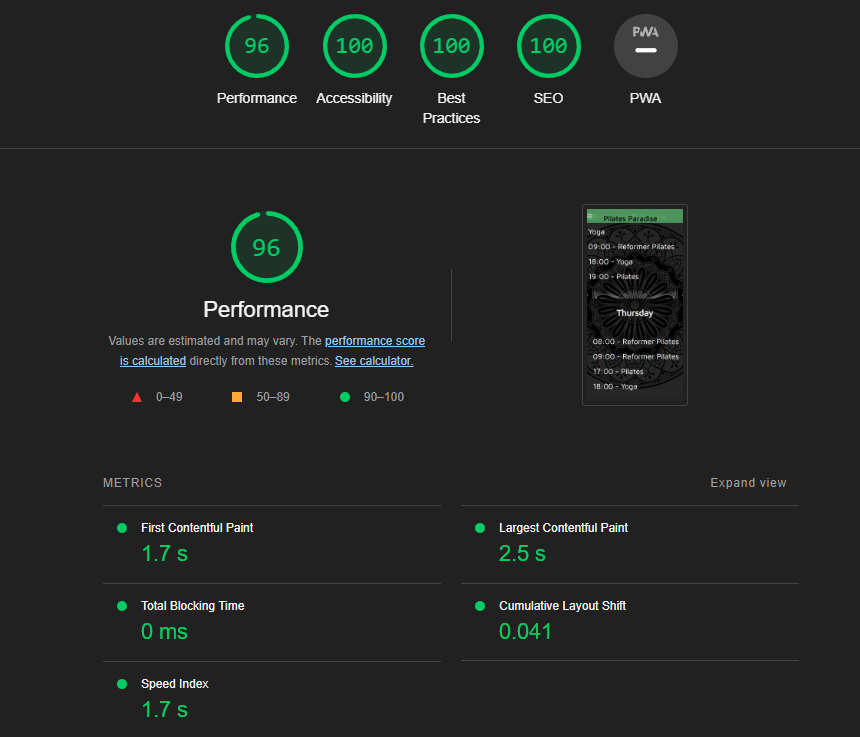 96
100
100
100
PWA
Performance
Accessibility
Best
Practices
SEO
PWA
96
Performance
Values are estimated and may vary. The performance score
is calculated directly from these metrics. See calculator.
0–49
50–89
90–100
Pilates Paradise
Yoga
09:00 - Reformer Pilates
16:00 - Yoga
19:00 - Pilates
Thursday
08:00 - Reformer Pilates
09:00 - Reformer Pilates
17:00 - Pilates
18:00 - Yoga
METRICS
Expand view
First Contentful Paint
1.7 s
Largest Contentful Paint
2.5 s
Total Blocking Time
0 ms
Cumulative Layout Shift
0.041
Speed Index
1.7 s